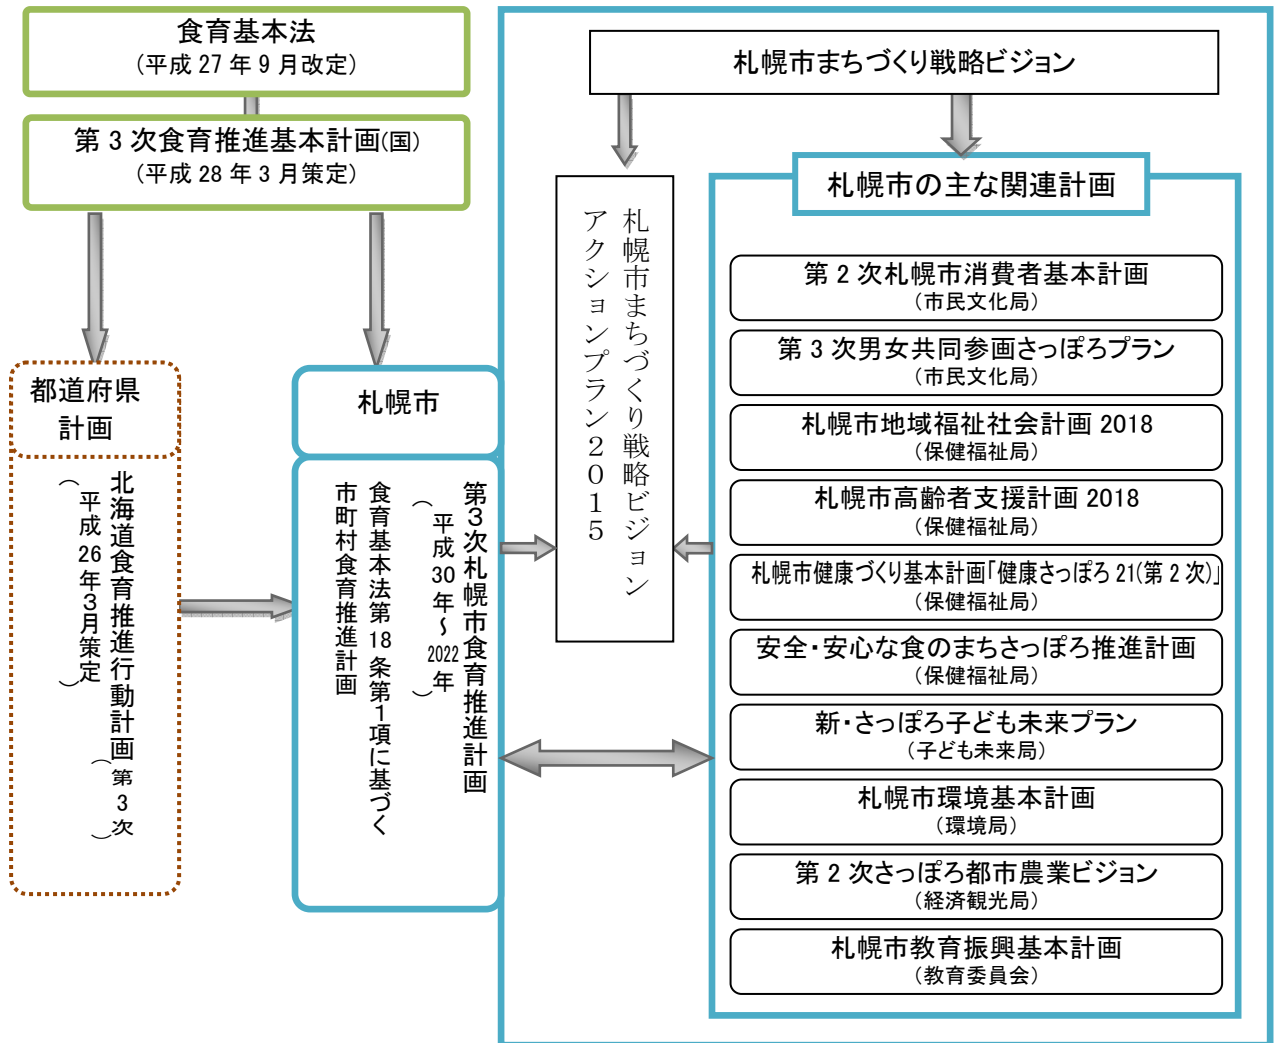 食育基本法
(平成 27 年 9 月改定)
第 3 次食育推進基本計画(国)
(平成 28 年 3 月策定)
都道府県
計画
北海道食育推進行動計画(第3次)
(平成26年3月策定)
札幌市
第3次札幌市食育推進計画
(平成30年～2022年)
食育基本法第18条第1項に基づく
市町村食育推進計画
札幌市まちづくり戦略ビジョン
札幌市まちづくり戦略ビジョン
アクションプラン2015
札幌市の主な関連計画
第 2 次札幌市消費者基本計画
(市民文化局)
第 3 次男女共同参画さっぽろプラン
(市民文化局)
札幌市地域福祉社会計画 2018
(保健福祉局)
札幌市高齢者支援計画 2018
(保健福祉局)
札幌市健康づくり基本計画「健康さっぽろ 21(第 2 次)」
(保健福祉局)
安全・安心な食のまちさっぽろ推進計画
(保健福祉局)
新・さっぽろ子ども未来プラン
(子ども未来局)
札幌市環境基本計画
(環境局)
第 2 次さっぽろ都市農業ビジョン
(経済観光局)
札幌市教育振興基本計画
(教育委員会)